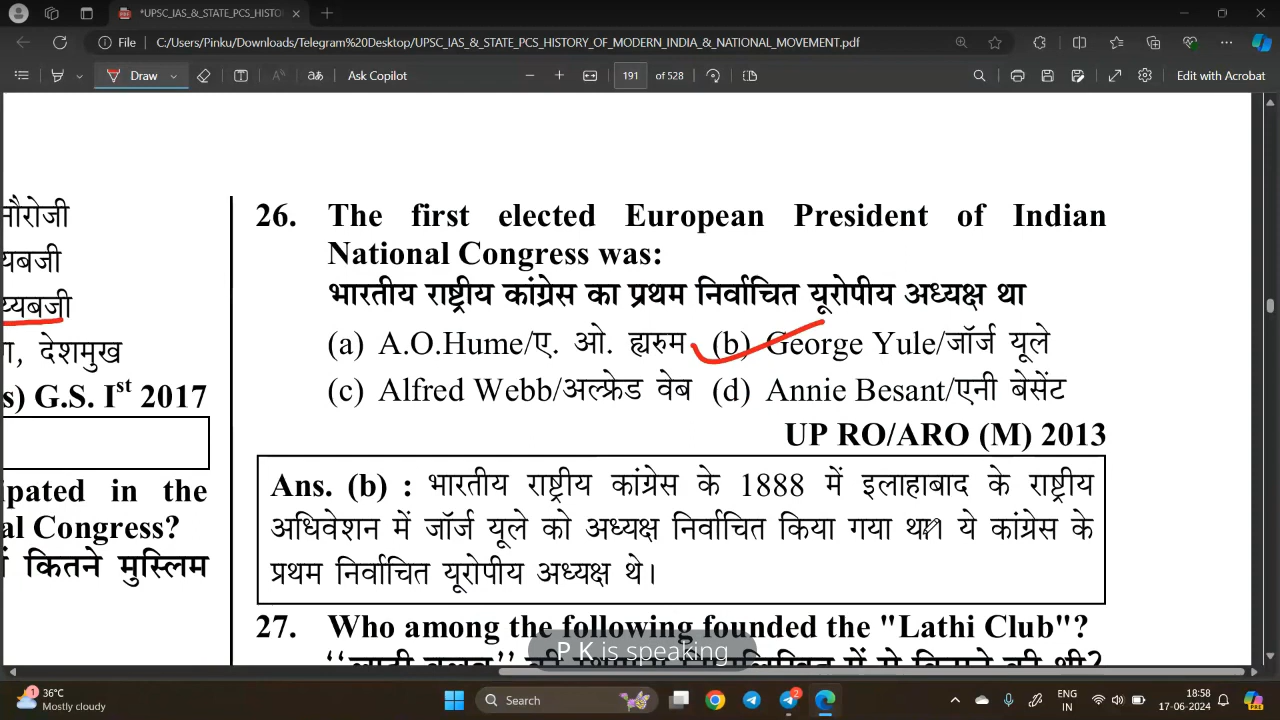 *UPSC_IAS_&_STATE_PCS_HISTO
File C:/Users/Pinku/Downloads/Telegram%20Desktop/UPSC_IAS_&_STATE_PCS_HISTORY_OF_MODERN_INDIA_&_NATIONAL_MOVEMENT.pdf
Draw Ask Copilot 191 of 528 Edit with Acrobat
नौरोजी
यबजी
य्यबजी
ा, देशमुख
s) G.S. Ist 2017
ipated in the
al Congress?
कितने मुस्लिम
26. The first elected European President of Indian
National Congress was:
भारतीय राष्ट्रीय कांग्रेस का प्रथम निर्वाचित यूरोपीय अध्यक्ष था
(a) A.O.Hume/ए. ओ. ह्यरुम (b) George Yule/जॉर्ज यूले
(c) Alfred Webb/अल्फ्रेड वेब (d) Annie Besant/एनी बेसेंट
UP RO/ARO (M) 2013
Ans. (b) : भारतीय राष्ट्रीय कांग्रेस के 1888 में इलाहाबाद के राष्ट्रीय
अधिवेशन में जॉर्ज यूले को अध्यक्ष निर्वाचित किया गया था। ये कांग्रेस के
प्रथम निर्वाचित यूरोपीय अध्यक्ष थे।
27. Who among the following founded the "Lathi Club"?
P K is speaking
36°C
Mostly cloudy
Search
ENG
IN
18:58
17-06-2024